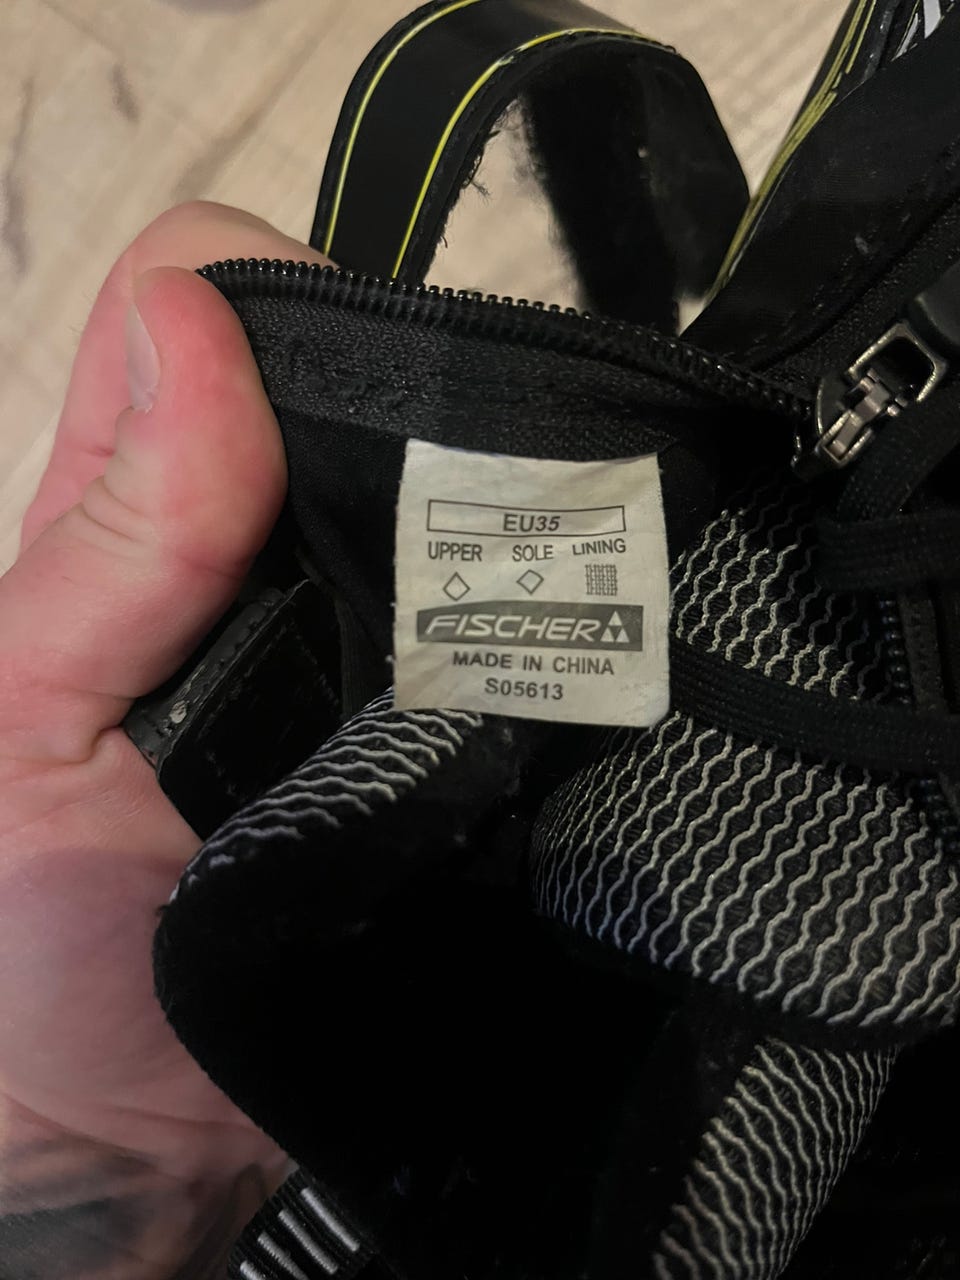 EU35
UPPER SOLE LINING
FISCHER
MADE IN CHINA
S05613